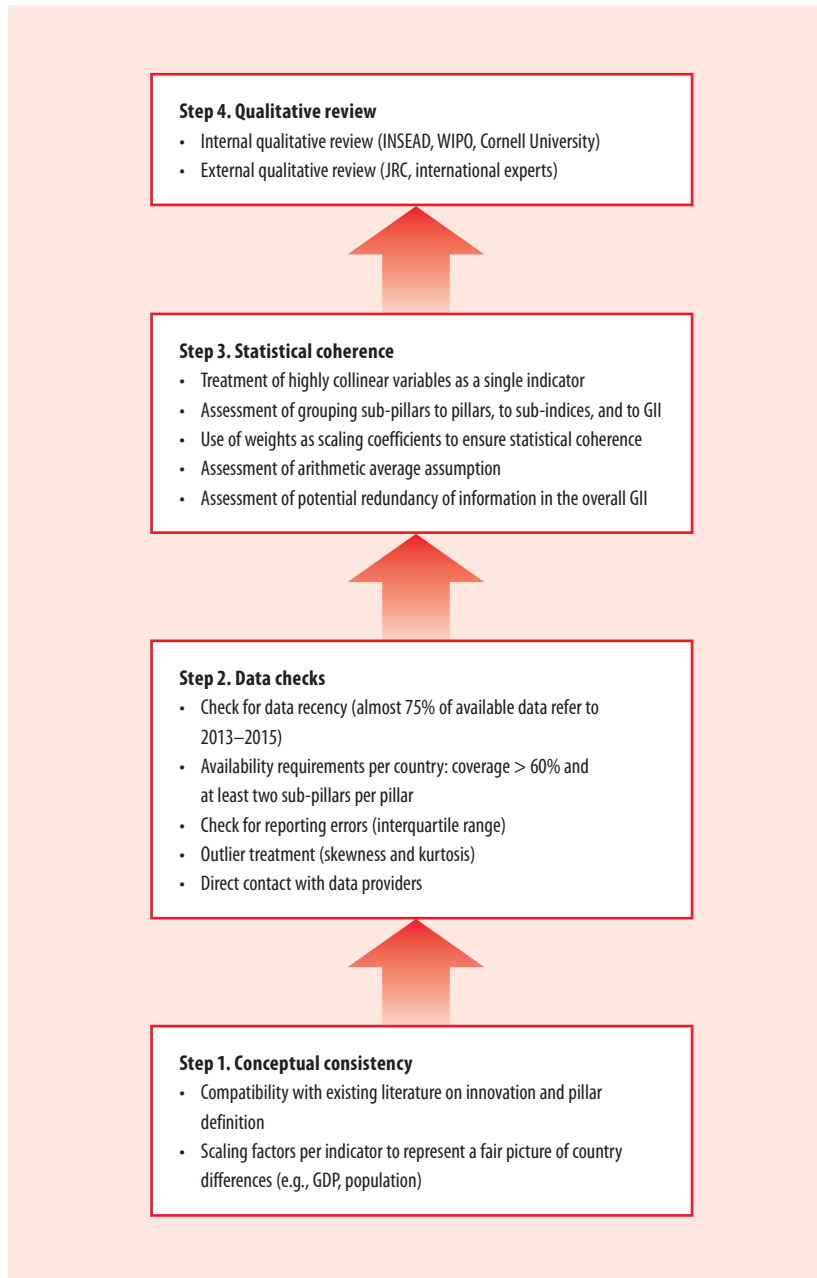 Step 4. Qualitative review
• Internal qualitative review (INSEAD, WIPO, Cornell University)
• External qualitative review (JRC, international experts)
Step 3. Statistical coherence
• Treatment of highly collinear variables as a single indicator
• Assessment of grouping sub-pillars to pillars, to sub-indices, and to GII
• Use of weights as scaling coefficients to ensure statistical coherence
• Assessment of arithmetic average assumption
• Assessment of potential redundancy of information in the overall GII
Step 2. Data checks
• Check for data recency (almost 75% of available data refer to
2013–2015)
• Availability requirements per country: coverage > 60% and
at least two sub-pillars per pillar
• Check for reporting errors (interquartile range)
• Outlier treatment (skewness and kurtosis)
• Direct contact with data providers
Step 1. Conceptual consistency
• Compatibility with existing literature on innovation and pillar
definition
• Scaling factors per indicator to represent a fair picture of country
differences (e.g., GDP, population)